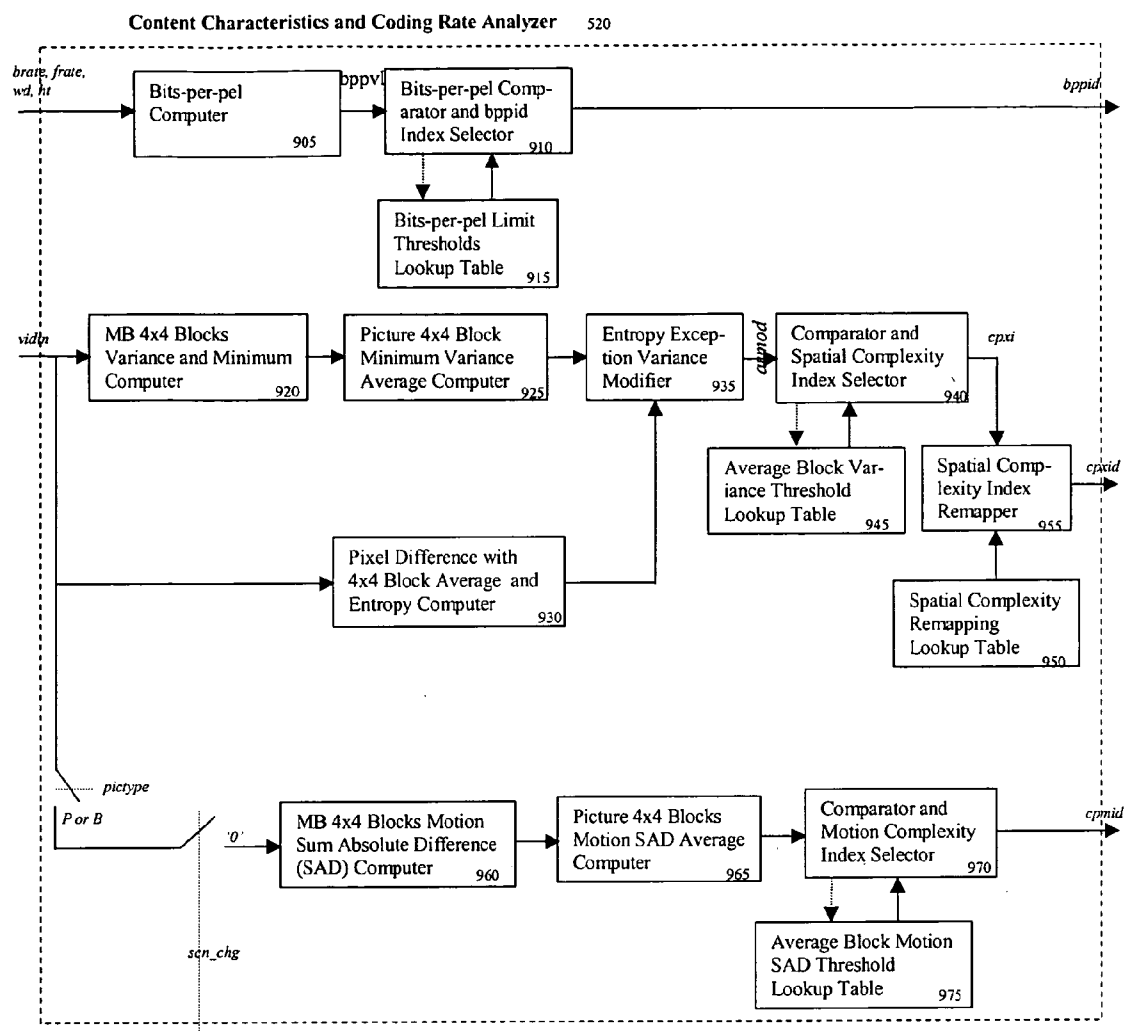 Content Characteristics and Coding Rate Analyzer 520
brate, frate,
wd, ht
Bits-per-pel
Computer
905
bppvl
Bits-per-pel Comp-
arator and bppid
Index Selector
910
bppid
Bits-per-pel Limit
Thresholds
Lookup Table
915
vidin
MB 4x4 Blocks
Variance and Minimum
Computer
920
Picture 4x4 Block
Minimum Variance
Average Computer
925
Entropy Excep-
tion Variance
Modifier
935
Comparator and
Spatial Complexity
Index Selector
940
cpxi
Average Block Var-
iance Threshold
Lookup Table
945
Spatial Comp-
lexity Index
Remapper
955
cpxid
Pixel Difference with
4x4 Block Average and
Entropy Computer
930
Spatial Complexity
Remapping
Lookup Table
950
pictype
P or B
'0'
MB 4x4 Blocks Motion
Sum Absolute Difference
(SAD) Computer
960
Picture 4x4 Blocks
Motion SAD Average
Computer
965
Comparator and
Motion Complexity
Index Selector
970
cpmid
scn_chg
Average Block Motion
SAD Threshold
Lookup Table
975